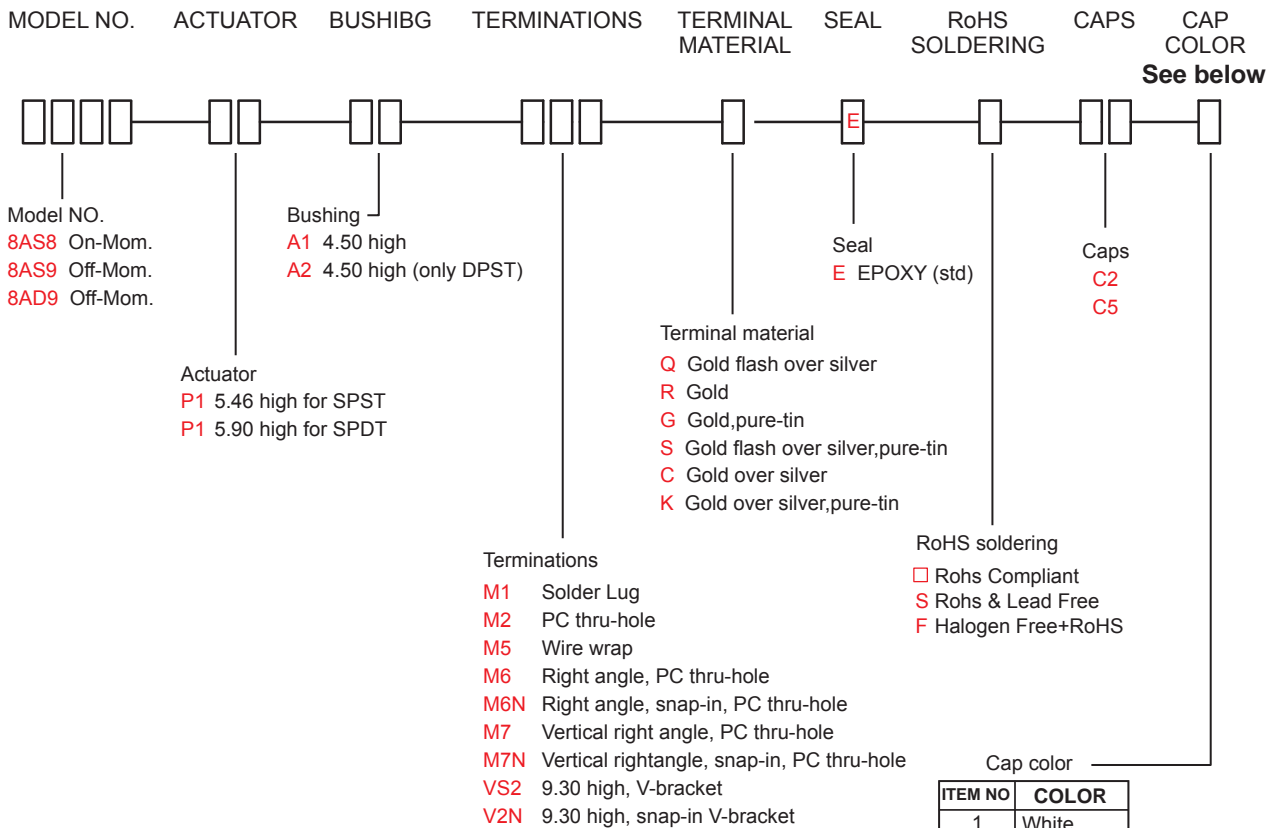 MODEL NO. ACTUATOR BUSHIBG TERMINATIONS TERMINAL MATERIAL SEAL RoHS SOLDERING CAPS CAP COLOR
See below
E
Model NO.
8AS8 On-Mom.
8AS9 Off-Mom.
8AD9 Off-Mom.
Actuator
P1 5.46 high for SPST
P1 5.90 high for SPDT
Bushing
A1 4.50 high
A2 4.50 high (only DPST)
Terminations
M1 Solder Lug
M2 PC thru-hole
M5 Wire wrap
M6 Right angle, PC thru-hole
M6N Right angle, snap-in, PC thru-hole
M7 Vertical right angle, PC thru-hole
M7N Vertical rightangle, snap-in, PC thru-hole
VS2 9.30 high, V-bracket
V2N 9.30 high, snap-in V-bracket
Terminal material
Q Gold flash over silver
R Gold
G Gold,pure-tin
S Gold flash over silver,pure-tin
C Gold over silver
K Gold over silver,pure-tin
Seal
E EPOXY (std)
RoHS soldering
□ Rohs Compliant
S Rohs & Lead Free
F Halogen Free+RoHS
Caps
C2
C5
Cap color
ITEM NO COLOR
1 White